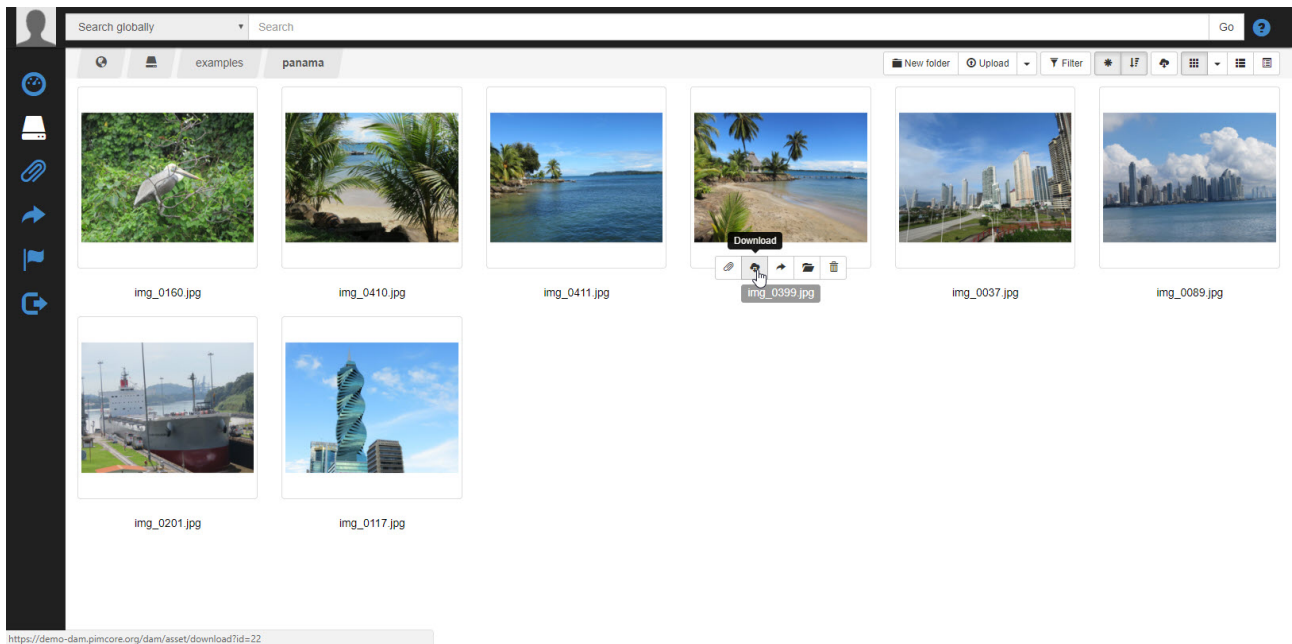 Search globally
Search
Go
?
examples
panama
New folder
Upload
Filter
Download
img_0160.jpg
img_0410.jpg
img_0411.jpg
img_0399.jpg
img_0037.jpg
img_0089.jpg
img_0201.jpg
img_0117.jpg
https://demo-dam.pimcore.org/dam/asset/download?id=22